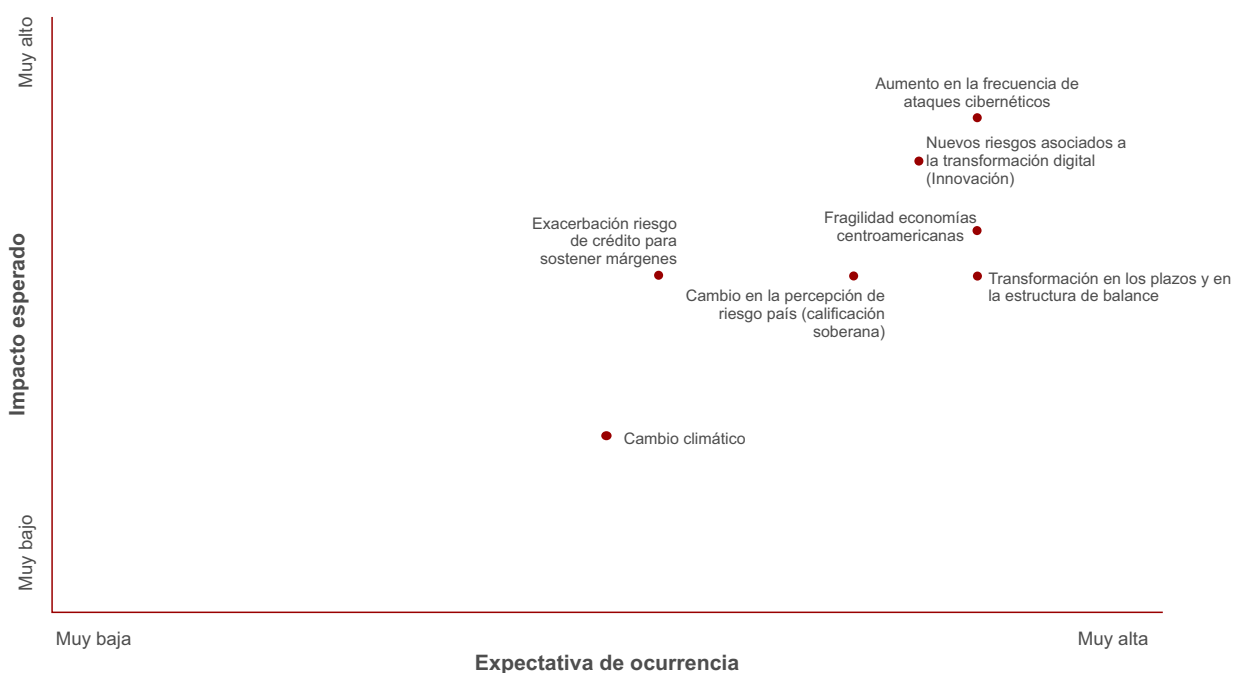 Muy alto
Aumento en la frecuencia de
ataques cibernéticos
Nuevos riesgos asociados a
la transformación digital
(Innovación)
Exacerbación riesgo
de crédito para
sostener márgenes
Fragilidad economías
centroamericanas
Cambio en la percepción de
riesgo país (calificación
soberana)
Transformación en los plazos y en
la estructura de balance
Impacto esperado
Cambio climático
Muy bajo
Muy baja
Muy alta
Expectativa de ocurrencia